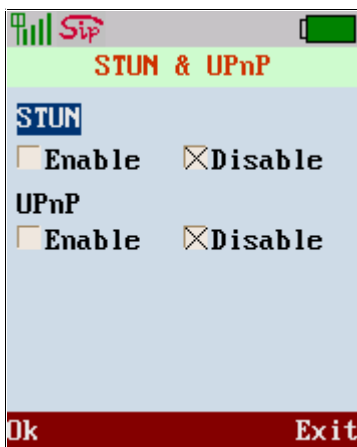 Sip
STUN & UPnP
STUN
Enable Disable
UPnP
Enable Disable
Ok Exit